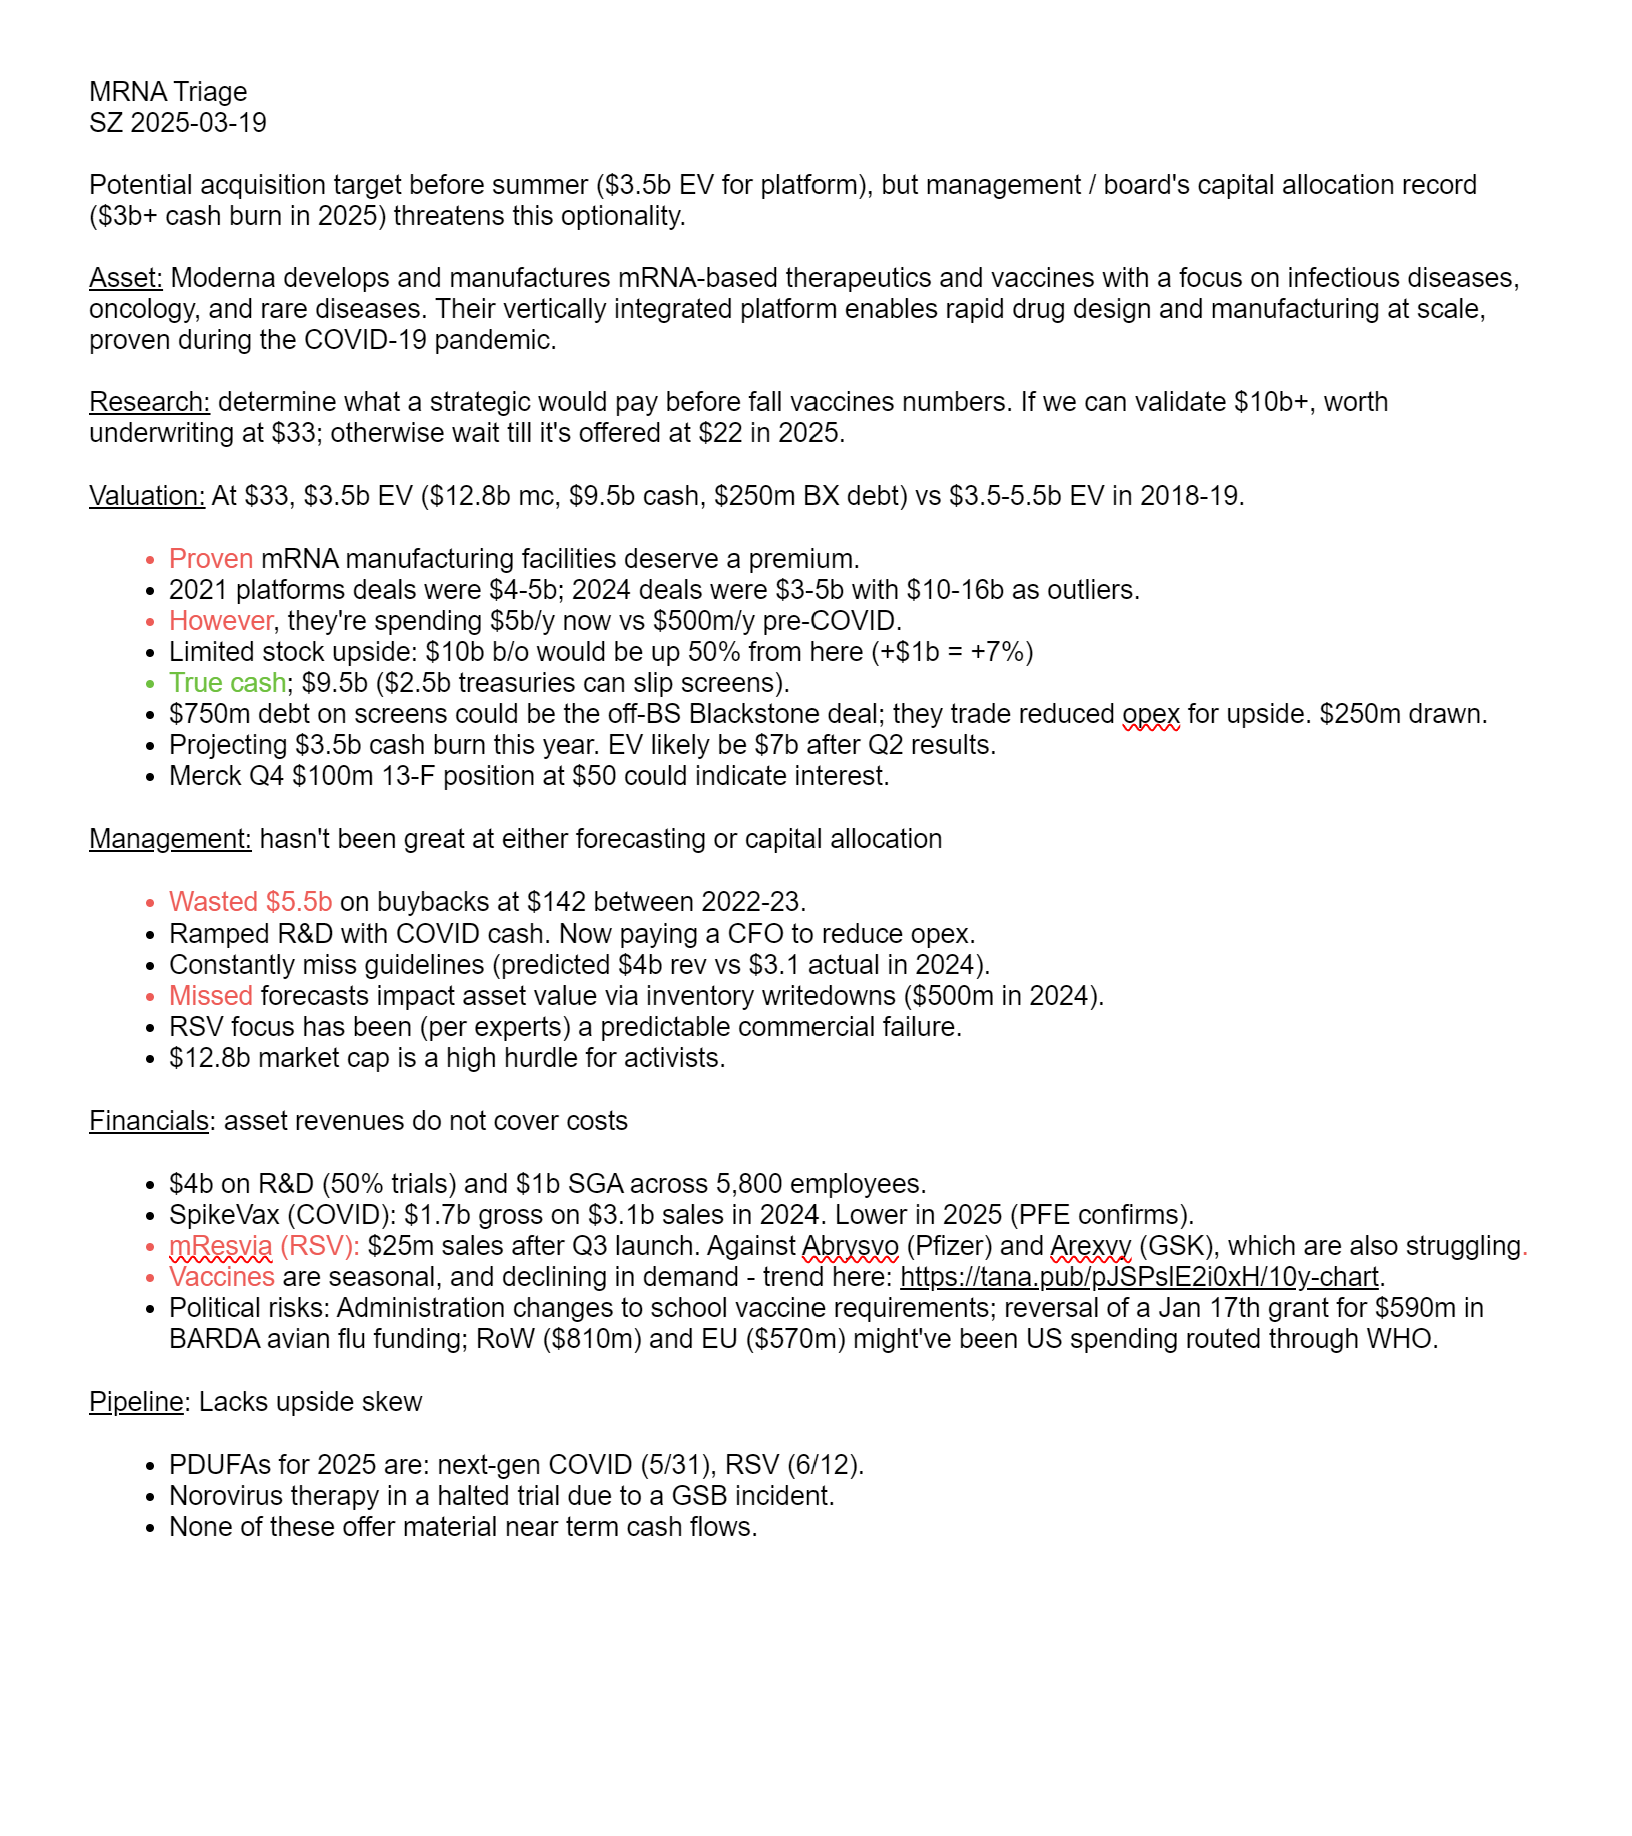 MRNA Triage
SZ 2025-03-19
Potential acquisition target before summer ($3.5b EV for platform), but management / board's capital allocation record
($3b+ cash burn in 2025) threatens this optionality.
Asset: Moderna develops and manufactures mRNA-based therapeutics and vaccines with a focus on infectious diseases,
oncology, and rare diseases. Their vertically integrated platform enables rapid drug design and manufacturing at scale,
proven during the COVID-19 pandemic.
Research: determine what a strategic would pay before fall vaccines numbers. If we can validate $10b+, worth
underwriting at $33; otherwise wait till it's offered at $22 in 2025.
Valuation: At $33, $3.5b EV ($12.8b mc, $9.5b cash, $250m BX debt) vs $3.5-5.5b EV in 2018-19.
• Proven mRNA manufacturing facilities deserve a premium.
• 2021 platforms deals were $4-5b; 2024 deals were $3-5b with $10-16b as outliers.
• However, they're spending $5b/y now vs $500m/y pre-COVID.
• Limited stock upside: $10b b/o would be up 50% from here (+$1b = +7%)
• True cash; $9.5b ($2.5b treasuries can slip screens).
• $750m debt on screens could be the off-BS Blackstone deal; they trade reduced opex for upside. $250m drawn.
• Projecting $3.5b cash burn this year. EV likely be $7b after Q2 results.
• Merck Q4 $100m 13-F position at $50 could indicate interest.
Management: hasn't been great at either forecasting or capital allocation
• Wasted $5.5b on buybacks at $142 between 2022-23.
• Ramped R&D with COVID cash. Now paying a CFO to reduce opex.
• Constantly miss guidelines (predicted $4b rev vs $3.1 actual in 2024).
• Missed forecasts impact asset value via inventory writedowns ($500m in 2024).
• RSV focus has been (per experts) a predictable commercial failure.
• $12.8b market cap is a high hurdle for activists.
Financials: asset revenues do not cover costs
• $4b on R&D (50% trials) and $1b SGA across 5,800 employees.
• SpikeVax (COVID): $1.7b gross on $3.1b sales in 2024. Lower in 2025 (PFE confirms).
• mResvia (RSV): $25m sales after Q3 launch. Against Abrysvo (Pfizer) and Arexvy (GSK), which are also struggling.
• Vaccines are seasonal, and declining in demand - trend here: https://tana.pub/pJSPsIE2i0xH/10y-chart.
• Political risks: Administration changes to school vaccine requirements; reversal of a Jan 17th grant for $590m in
BARDA avian flu funding; RoW ($810m) and EU ($570m) might've been US spending routed through WHO.
Pipeline: Lacks upside skew
• PDUFAs for 2025 are: next-gen COVID (5/31), RSV (6/12).
• Norovirus therapy in a halted trial due to a GSB incident.
• None of these offer material near term cash flows.